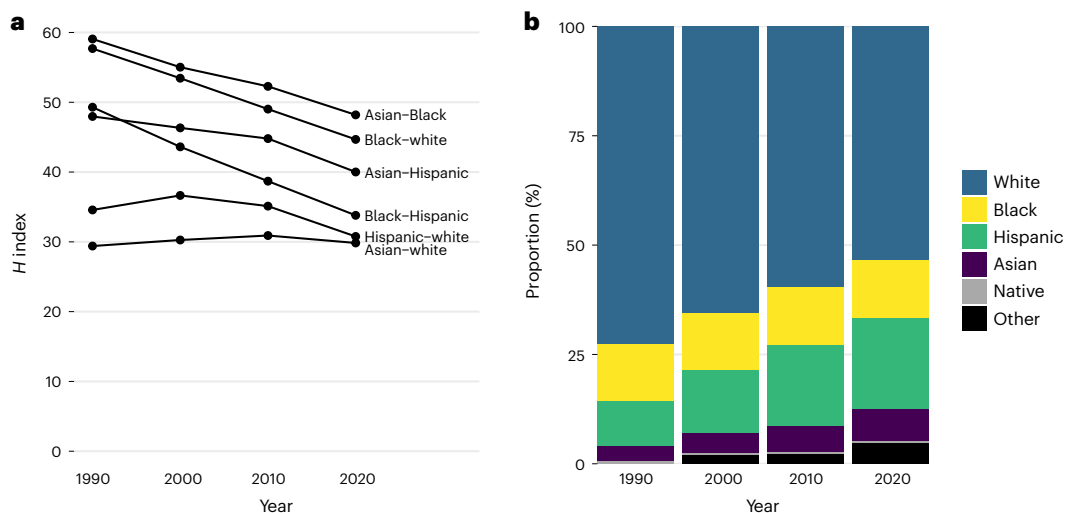 a
60
50
40
30
20
10
0
H index
1990 2000 2010 2020
Year
Asian–Black
Black–white
Asian–Hispanic
Black–Hispanic
Hispanic–white
Asian–white
b
100
75
50
25
0
Proportion (%)
1990 2000 2010 2020
Year
White
Black
Hispanic
Asian
Native
Other